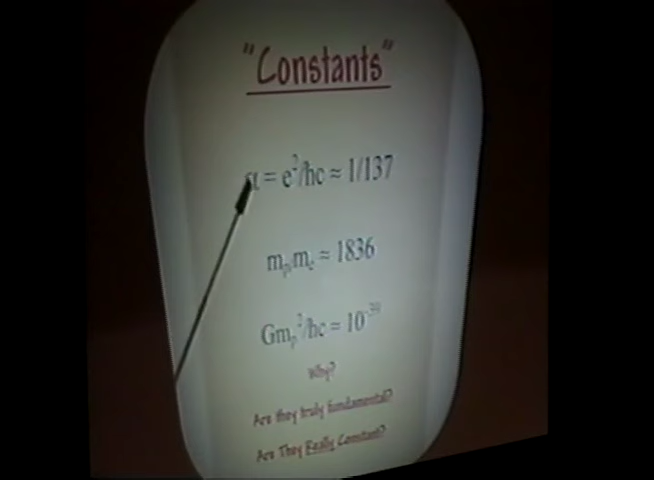 "Constants"
α = e²/hc ≈ 1/137
mₚ/mₑ ≈ 1836
Gmₚ²/hc ≈ 10⁻³⁹
Why?
Are they truly fundamental?
Are They Really Constant?